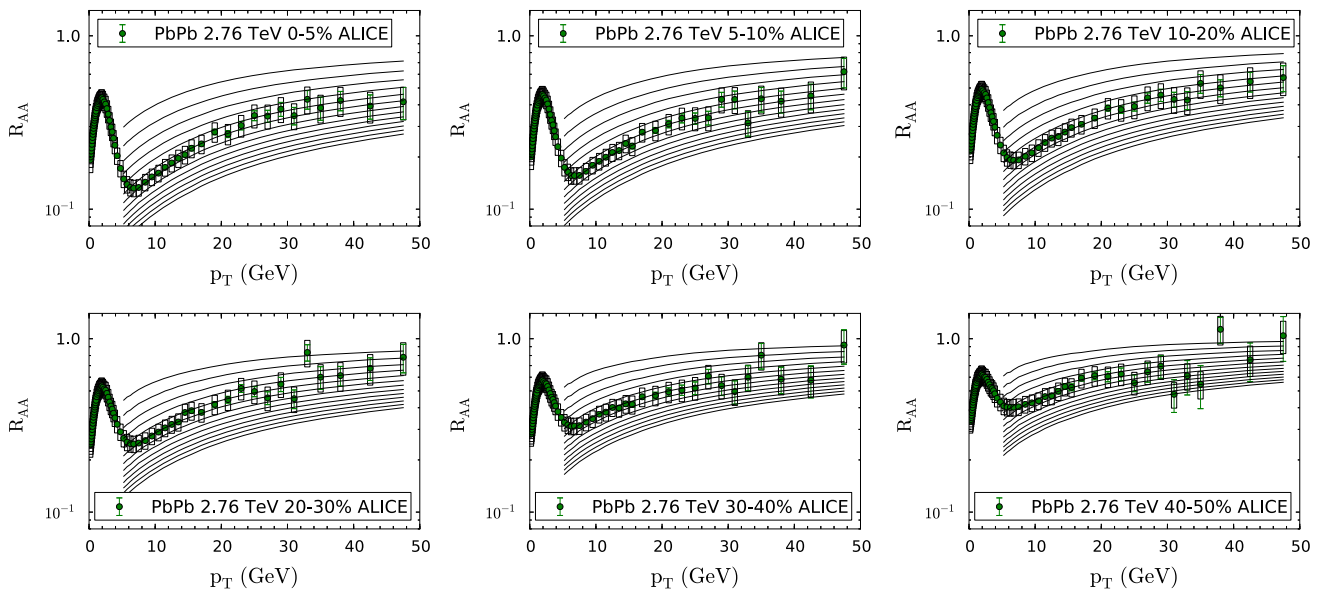 PbPb 2.76 TeV 0-5% ALICE
1.0
R_AA
10^{-1}
0 10 20 30 40 50
p_T (GeV)
PbPb 2.76 TeV 5-10% ALICE
1.0
R_AA
10^{-1}
0 10 20 30 40 50
p_T (GeV)
PbPb 2.76 TeV 10-20% ALICE
1.0
R_AA
10^{-1}
0 10 20 30 40 50
p_T (GeV)
1.0
R_AA
10^{-1}
PbPb 2.76 TeV 20-30% ALICE
0 10 20 30 40 50
p_T (GeV)
1.0
R_AA
10^{-1}
PbPb 2.76 TeV 30-40% ALICE
0 10 20 30 40 50
p_T (GeV)
1.0
R_AA
10^{-1}
PbPb 2.76 TeV 40-50% ALICE
0 10 20 30 40 50
p_T (GeV)